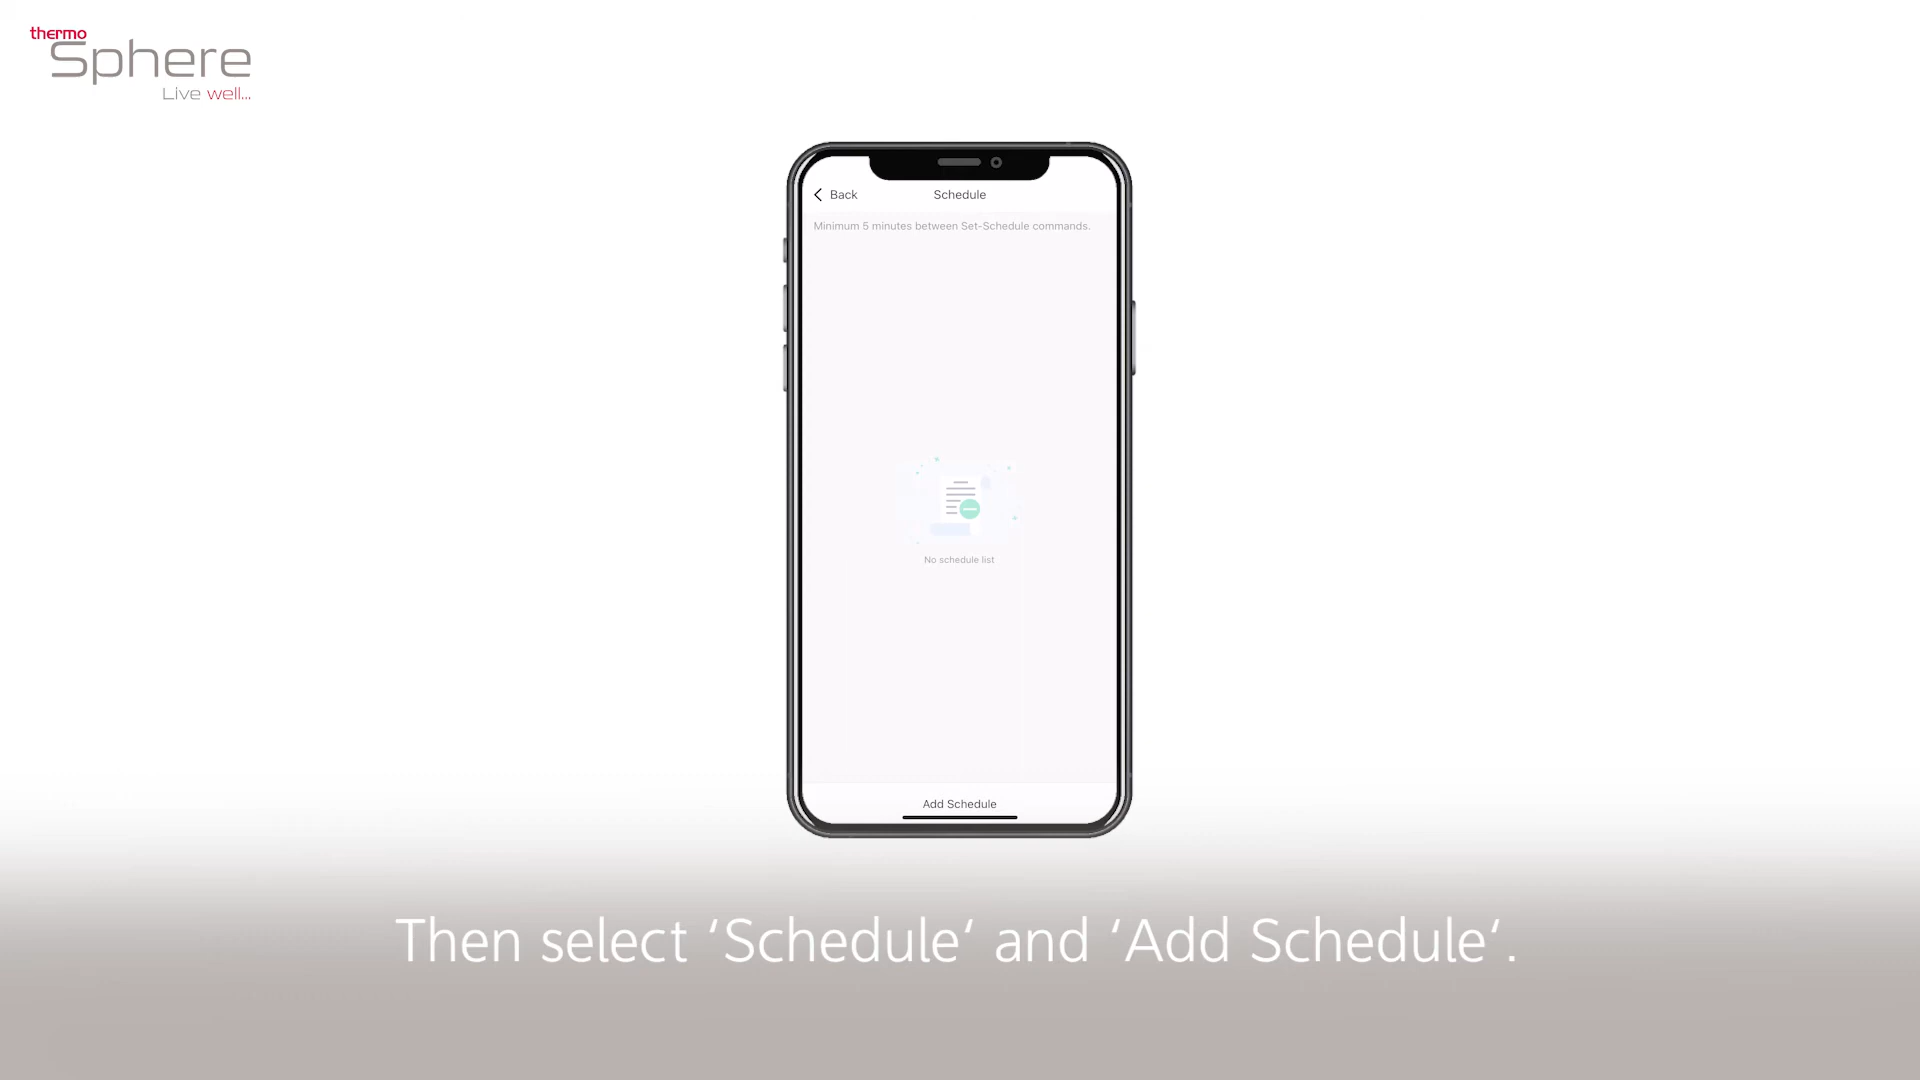 thermo
Sphere
Live well...
Back
Schedule
Minimum 5 minutes between Set-Schedule commands.
No schedule list
Add Schedule
Then select ‘Schedule‘ and ‘Add Schedule‘.